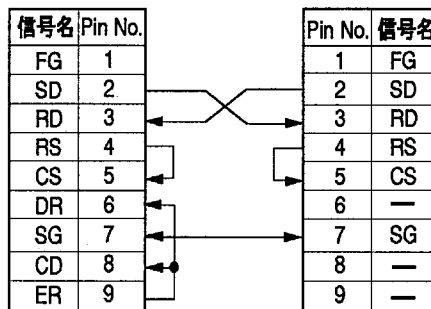 信号名 Pin No. Pin No. 信号名
FG 1 1 FG
SD 2 2 SD
RD 3 3 RD
RS 4 4 RS
CS 5 5 CS
DR 6 6 —
SG 7 7 SG
CD 8 8 —
ER 9 9 —